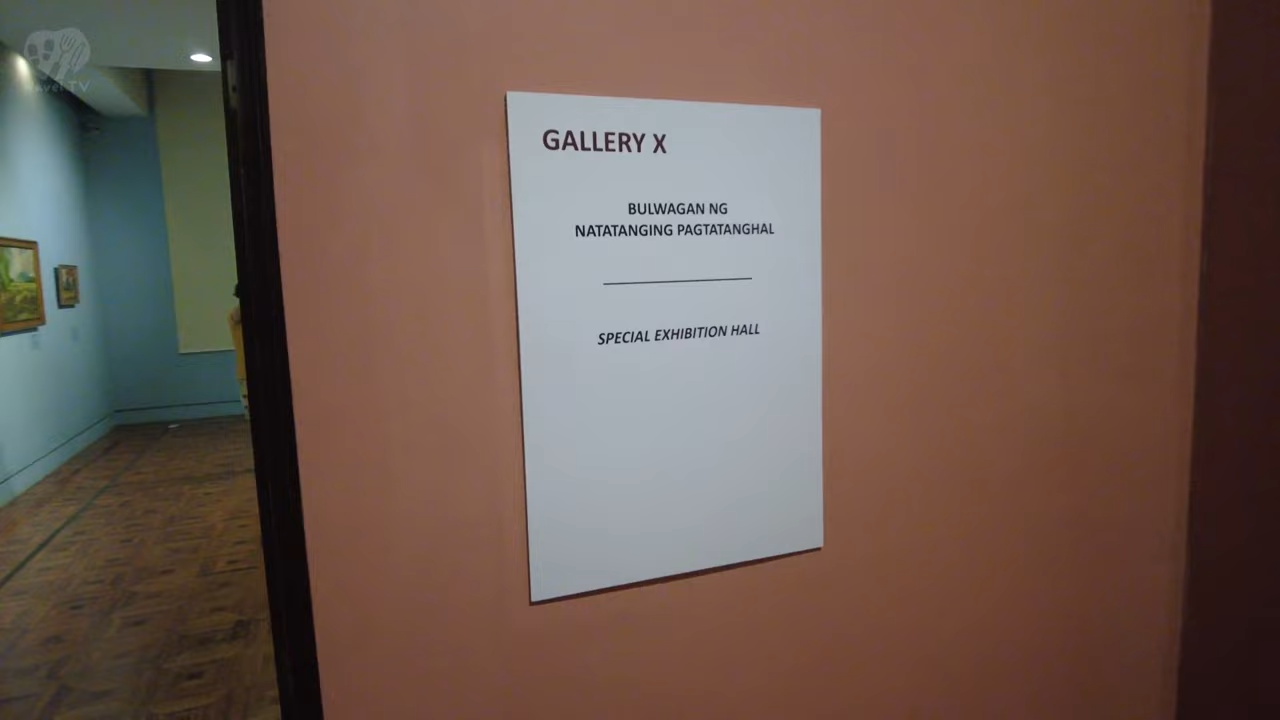 GALLERY X
BULWAGAN NG
NATATANGING PAGTATANGHAL
SPECIAL EXHIBITION HALL